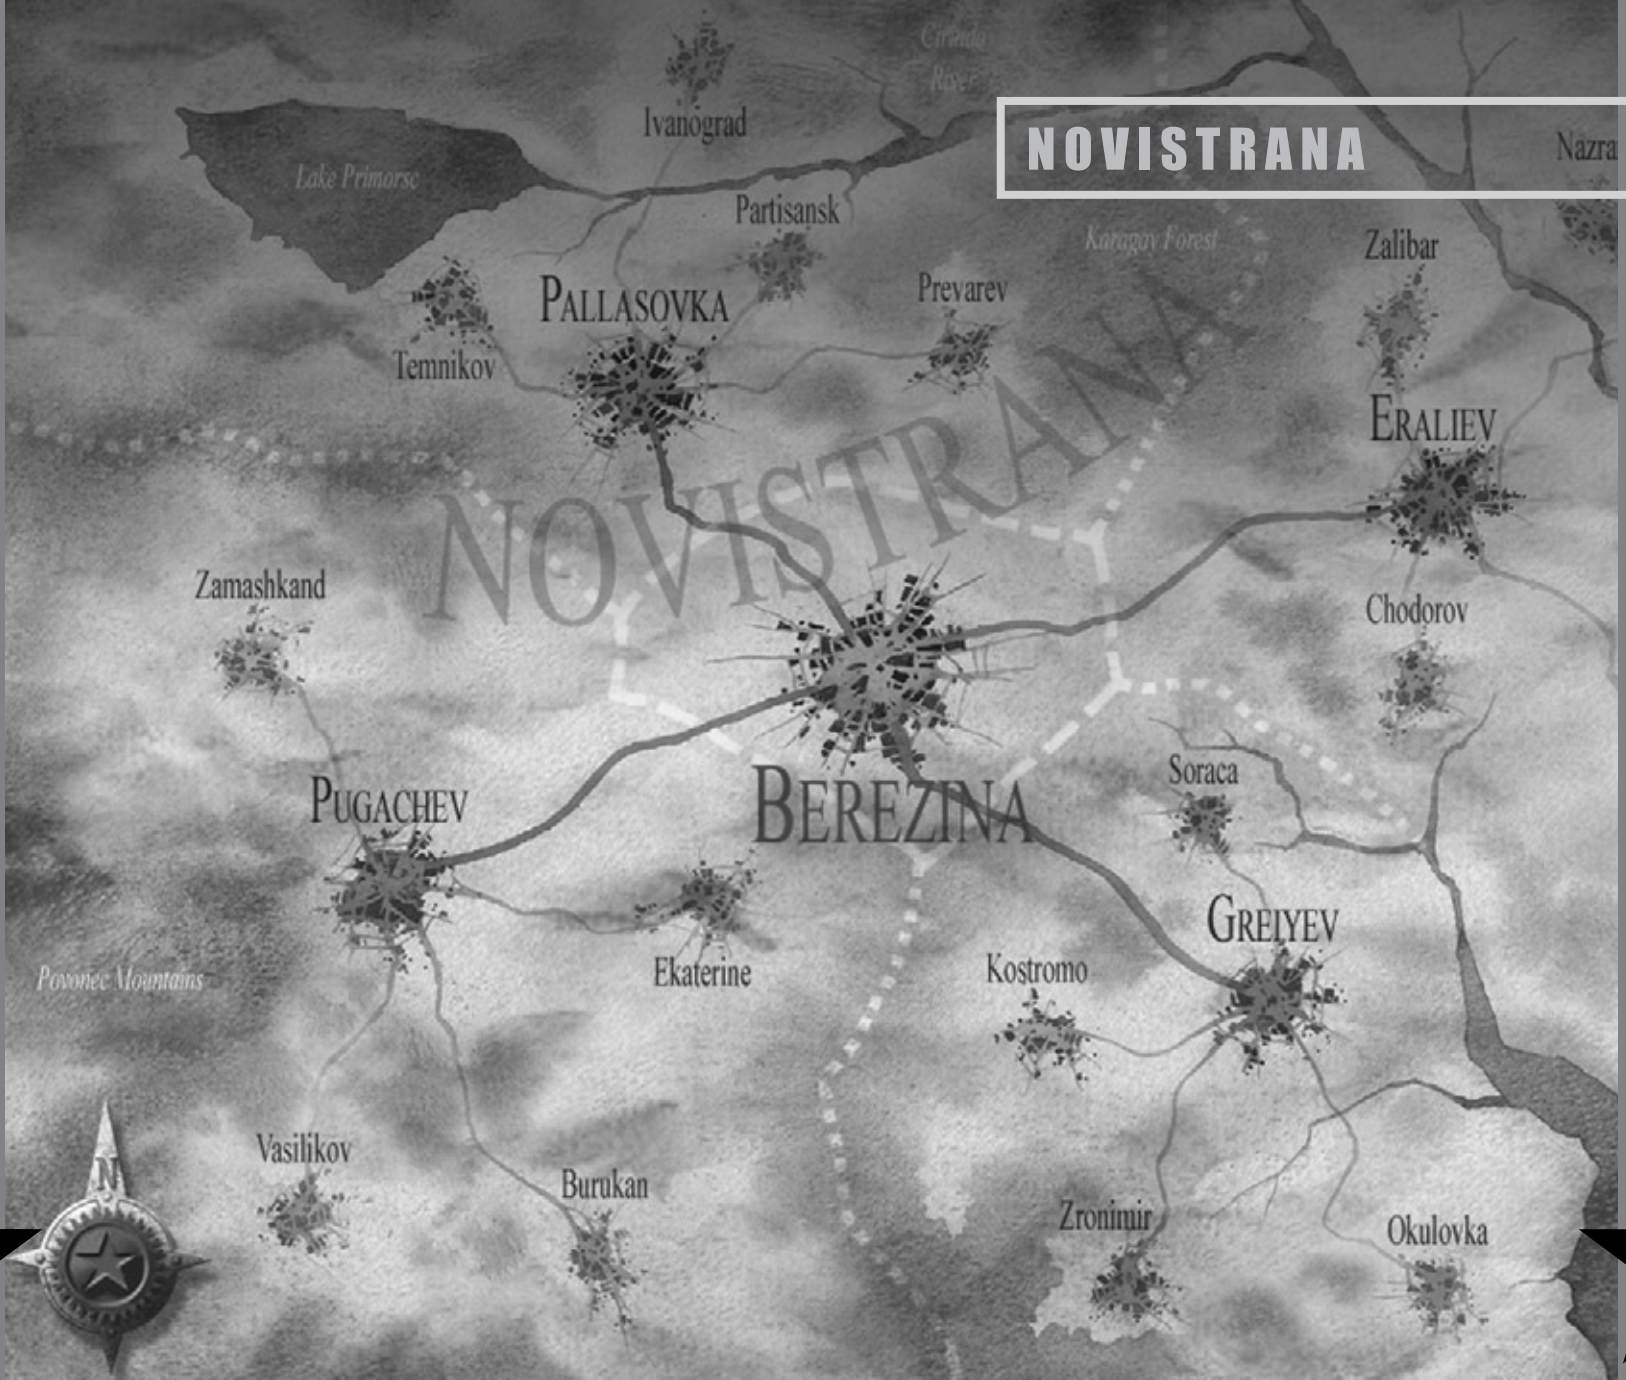 Cirinda
River
Ivanograd
NOVISTRANA
Nazra
Lake Primorsc
Partisansk
Karagay Forest
Zalibar
PALLASOVKA
Prevarev
Temnikov
ERALIEV
NOVISTRANA
Zamashkand
Chodorov
Soraca
PUGACHEV
BEREZINA
GREIYEV
Ekaterine
Kostromo
Povonec Mountains
Vasilikov
N
Burukan
Zronimir
Okulovka